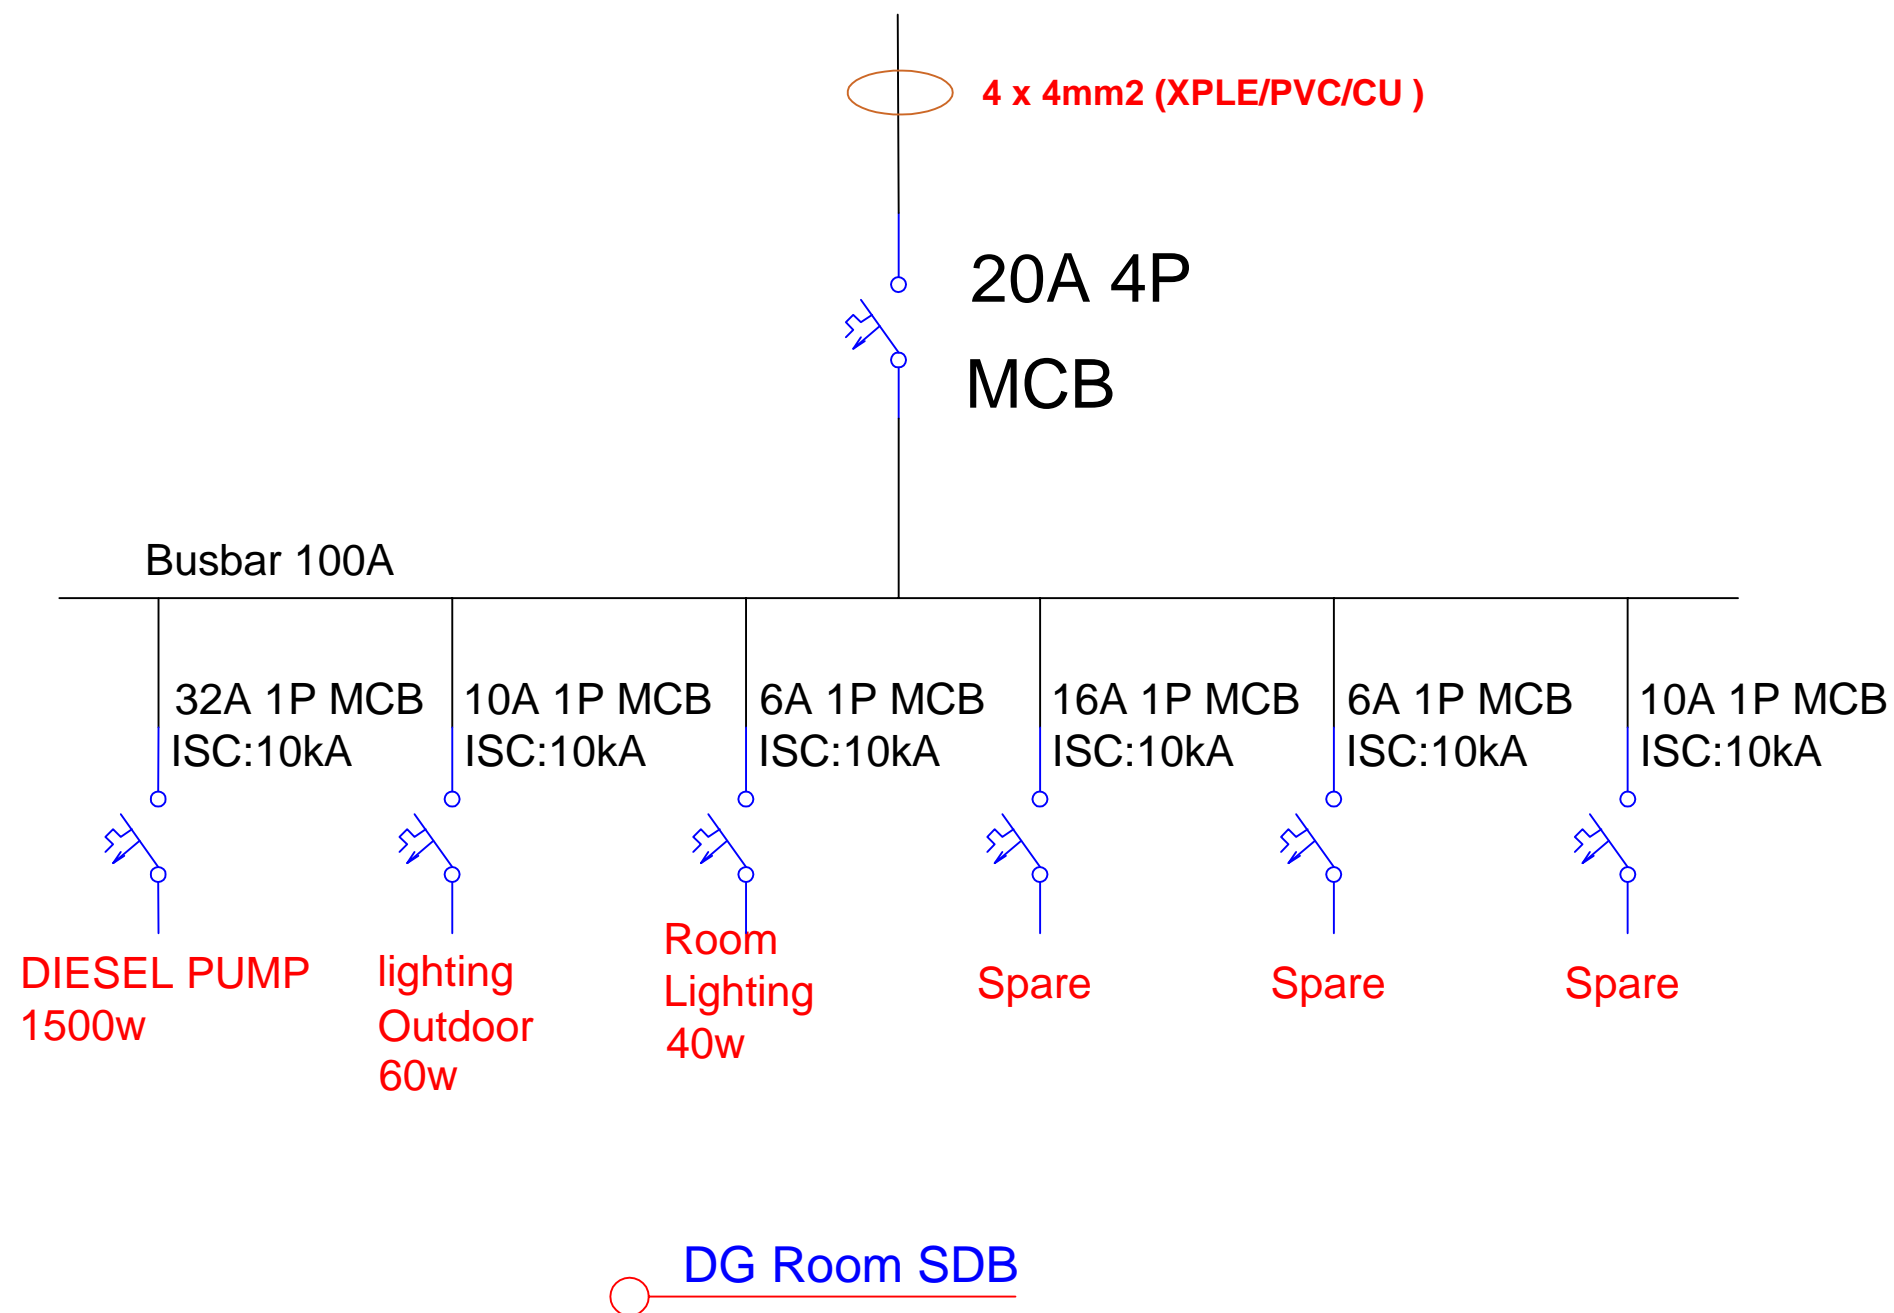 4 x 4mm2 (XPLE/PVC/CU )
20A 4P
MCB
Busbar 100A
32A 1P MCB
ISC:10kA
10A 1P MCB
ISC:10kA
6A 1P MCB
ISC:10kA
16A 1P MCB
ISC:10kA
6A 1P MCB
ISC:10kA
10A 1P MCB
ISC:10kA
DIESEL PUMP
1500w
lighting
Outdoor
60w
Room
Lighting
40w
Spare
Spare
Spare
DG Room SDB